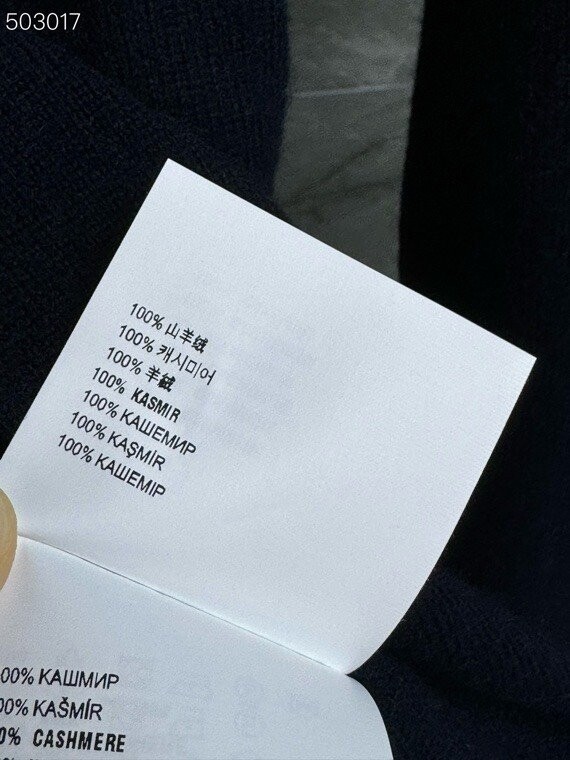 503017
100% 山羊绒
100% 캐시미어
100% 羊绒
100% KASMIR
100% КАШЕМИР
100% KAŞMİR
100% КАШЕМІР
00% КАШМИР
00% KAŠMÍR
0% CASHMERE